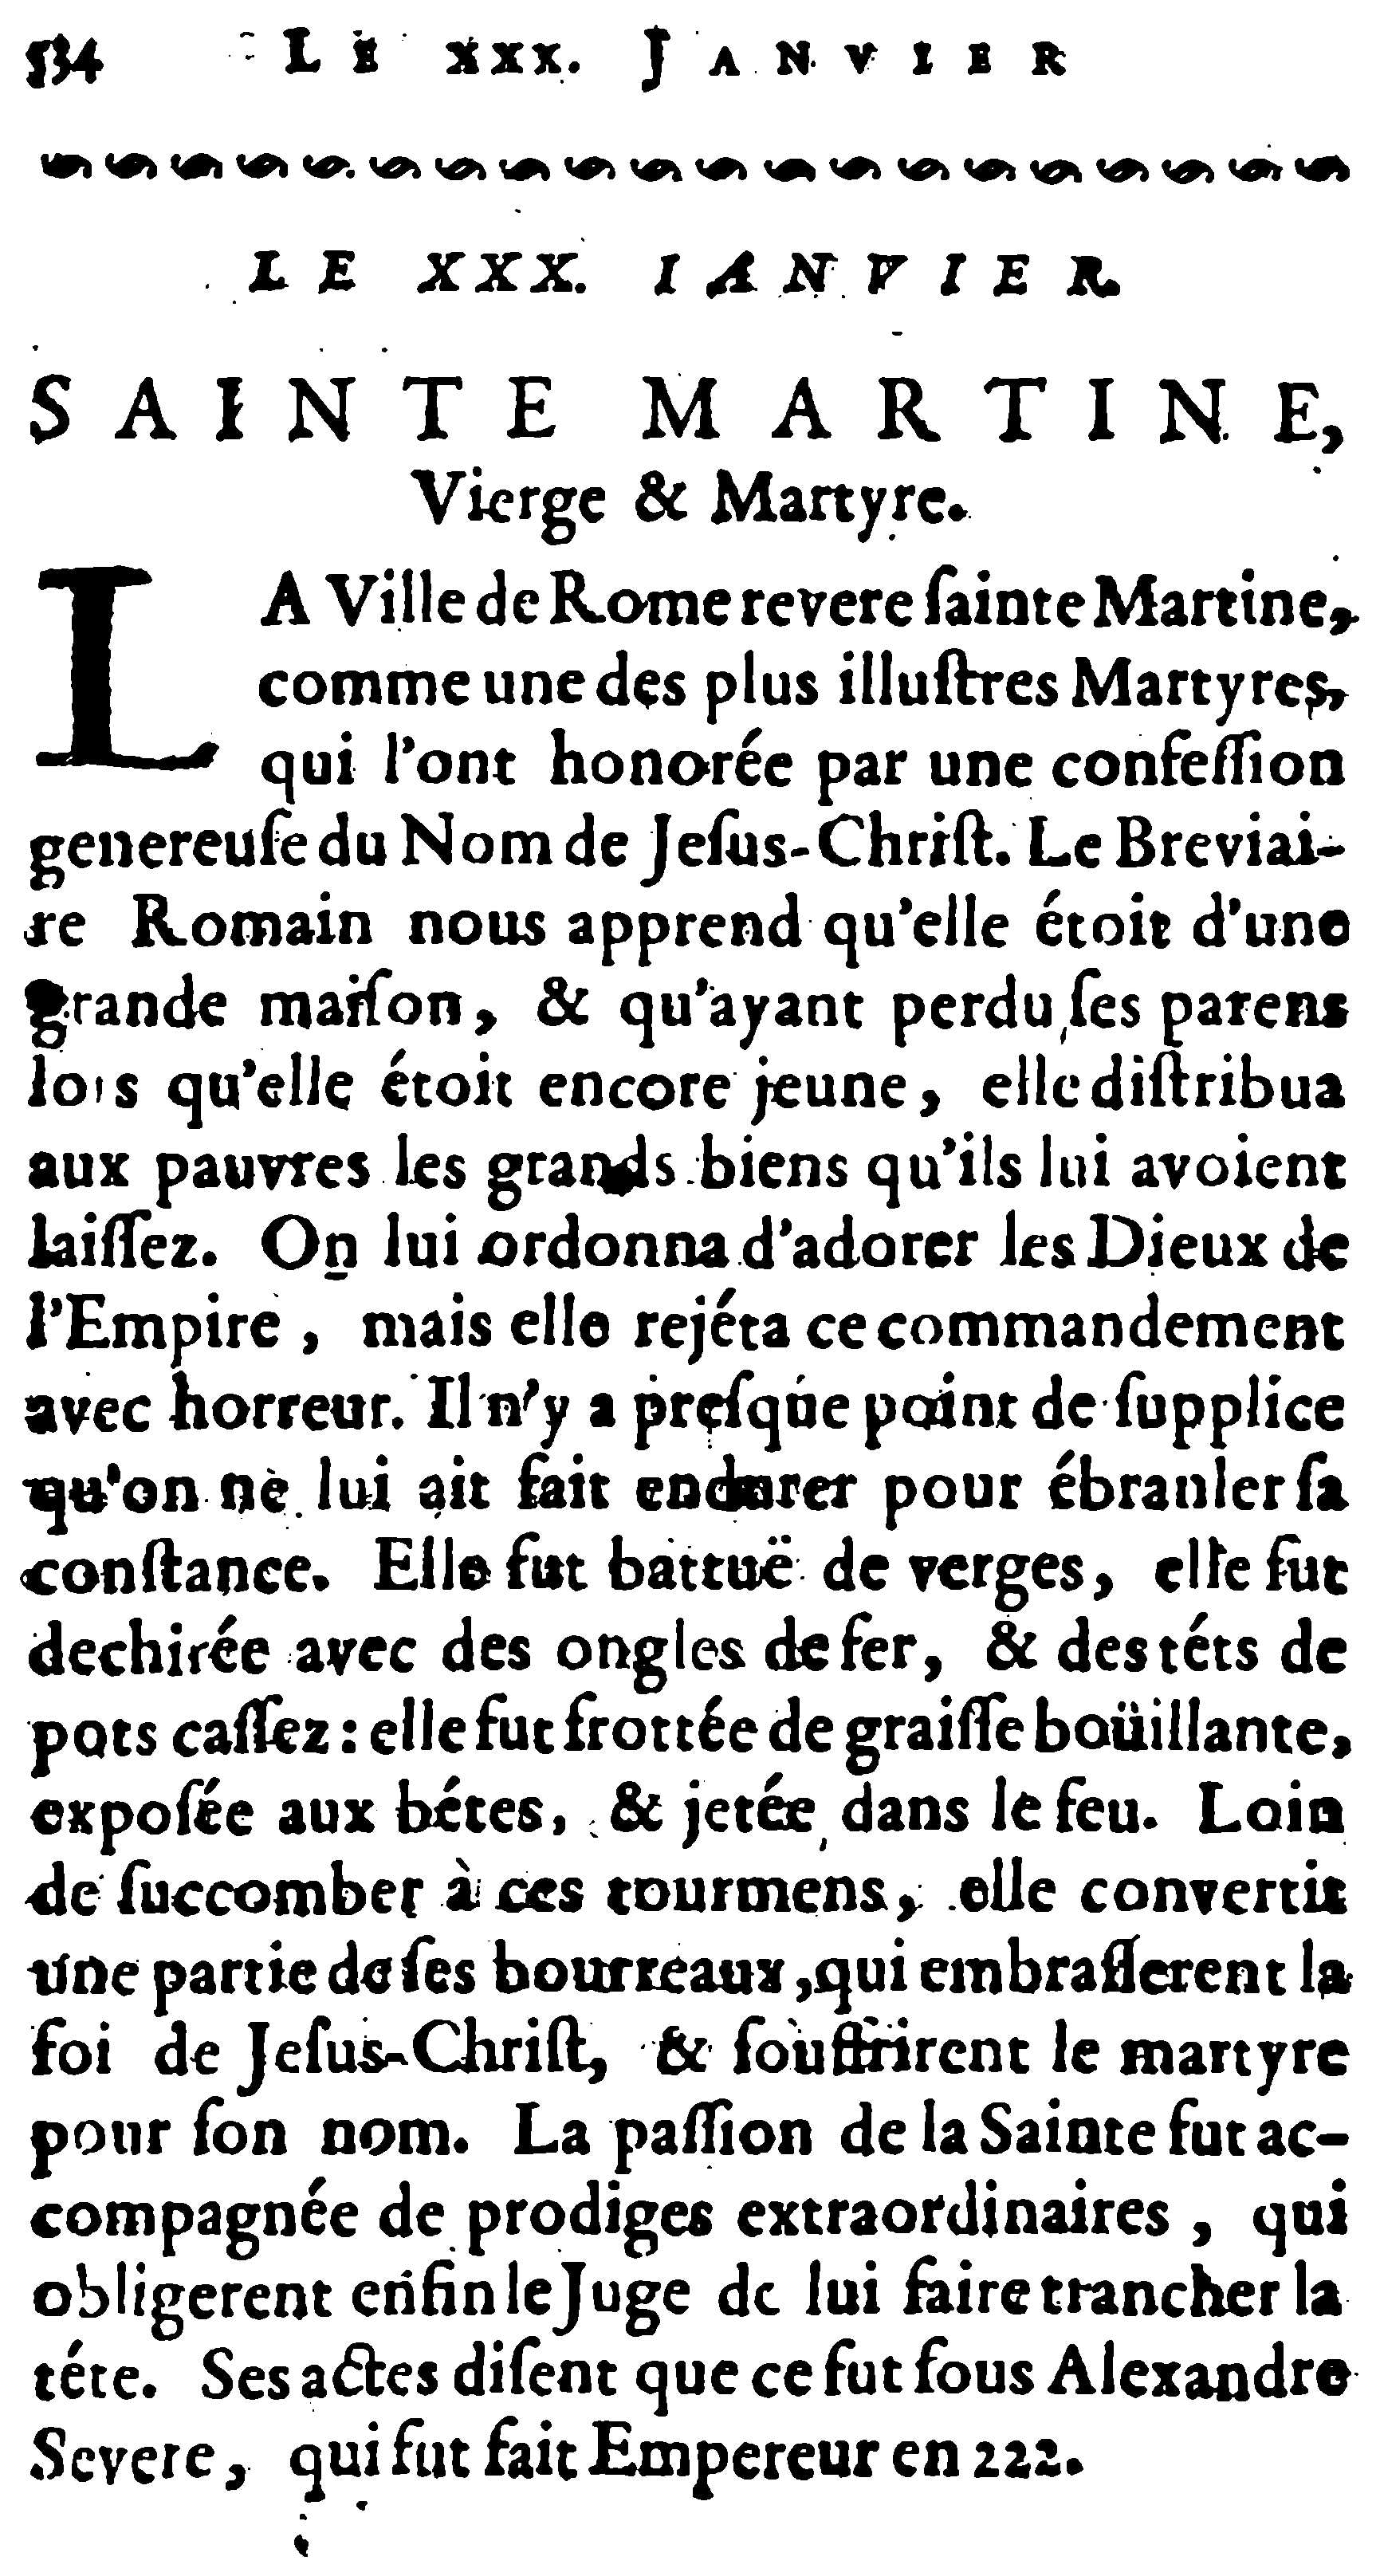 534 LE XXX. JANVIER
LE XXX. IANVIER
SAINTE MARTINE,
Vierge & Martyre.
LA Ville de Rome revere ſainte Martine,
comme une des plus illuſtres Martyres,
qui l'ont honorée par une confeſſion
genereuſe du Nom de Jeſus-Chriſt. Le Breviai-
re Romain nous apprend qu'elle étoit d'une
grande maiſon, & qu'ayant perdu ſes parens
lors qu'elle étoit encore jeune, elle diſtribua
aux pauvres les grands biens qu'ils lui avoient
laiſſez. On lui ordonna d'adorer les Dieux de
l'Empire, mais elle rejéta ce commandement
avec horreur. Il n'y a preſque point de ſupplice
qu'on ne lui ait fait endurer pour ébranler ſa
conſtance. Elle fut battuë de verges, elle fut
dechirée avec des ongles de fer, & des téts de
pots caſſez: elle fut frottée de graiſſe boüillante,
expoſée aux bétes, & jetée dans le feu. Loin
de ſuccomber à ces tourmens, elle convertit
une partie de ſes bourreaux, qui embraſſerent la
foi de Jeſus-Chriſt, & ſouffrirent le martyre
pour ſon nom. La paſſion de la Sainte fut ac-
compagnée de prodiges extraordinaires, qui
obligerent enfin le Juge de lui faire trancher la
téte. Ses actes diſent que ce fut ſous Alexandre
Severe, qui fut fait Empereur en 222.